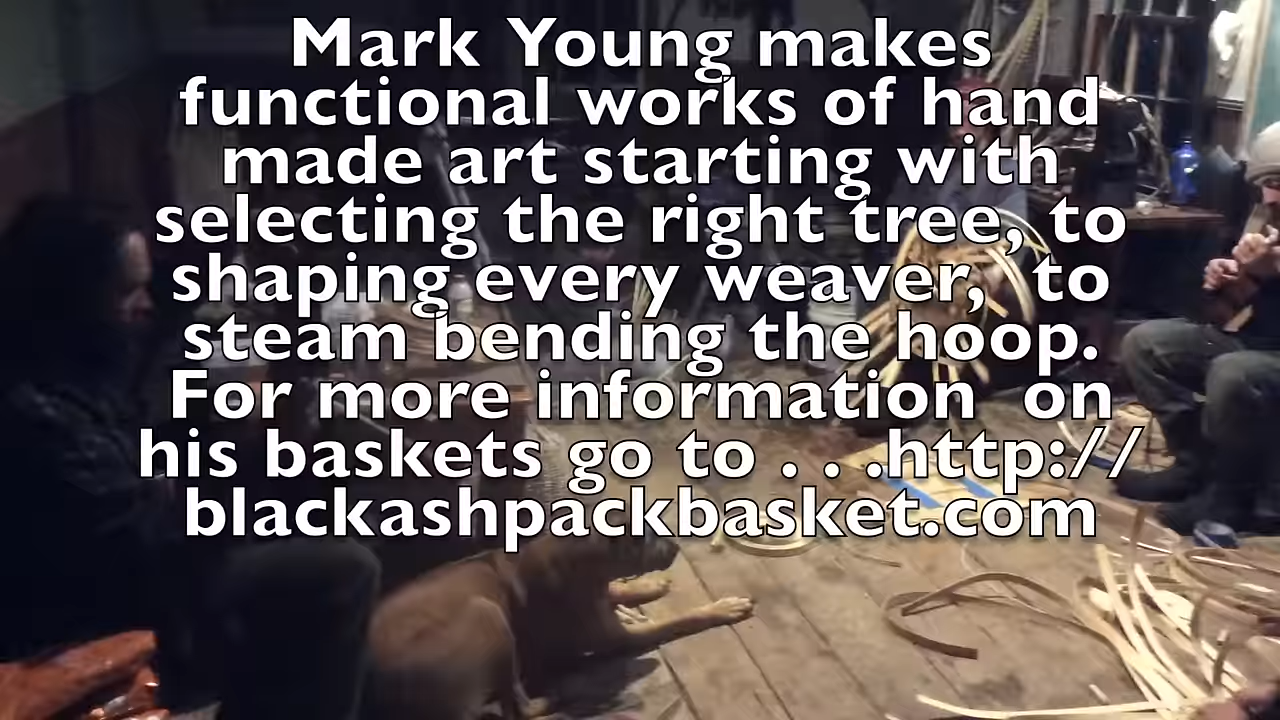 Mark Young makes
functional works of hand
made art starting with
selecting the right tree, to
shaping every weaver,  to
steam bending the hoop.
For more information  on
his baskets go to . . .http://
blackashpackbasket.com